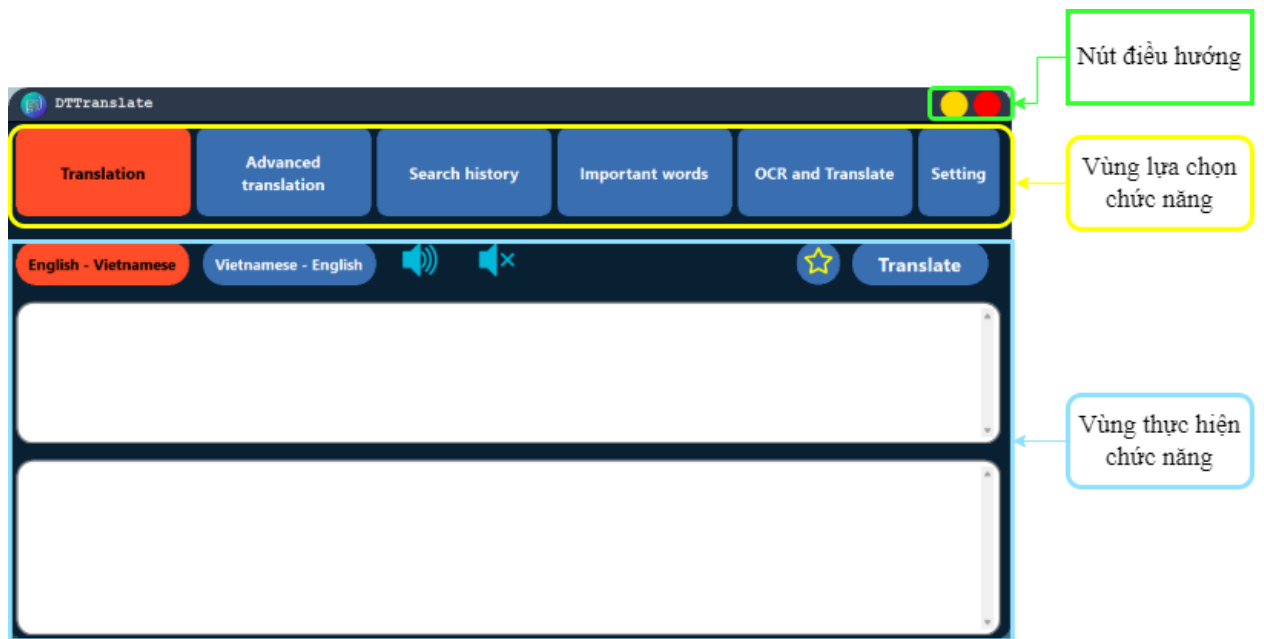 Nút điều hướng
DTTranslate
Translation
Advanced
translation
Search history
Important words
OCR and Translate
Setting
Vùng lựa chọn
chức năng
English - Vietnamese
Vietnamese - English
Translate
Vùng thực hiện
chức năng